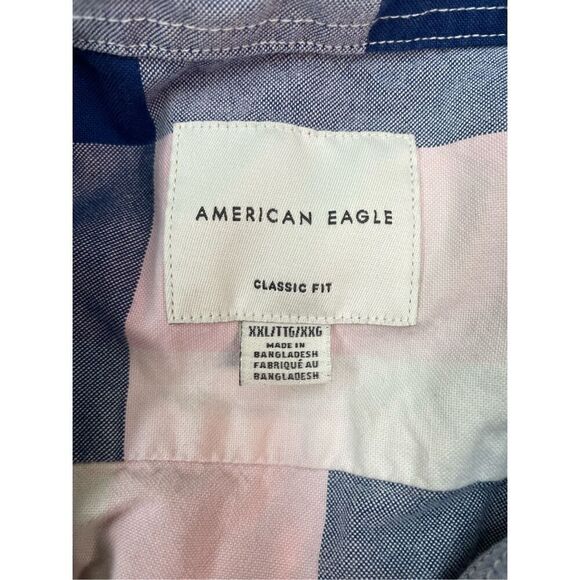 AMERICAN EAGLE
CLASSIC FIT
XXL/TTG/XXG
MADE IN
BANGLADESH
FABRIQUÉ AU
BANGLADESH